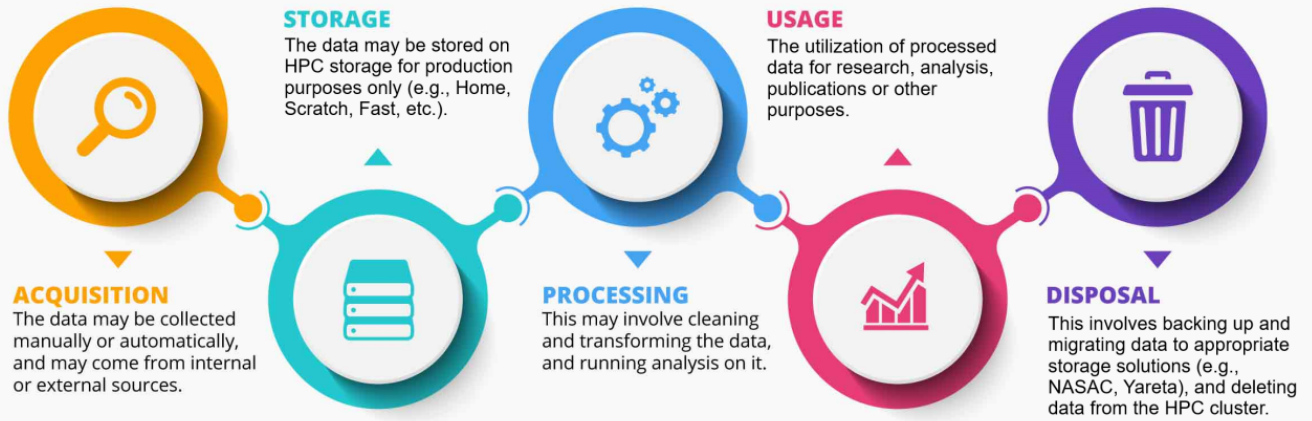 ACQUISITION
The data may be collected
manually or automatically,
and may come from internal
or external sources.
STORAGE
The data may be stored on
HPC storage for production
purposes only (e.g., Home,
Scratch, Fast, etc.).
PROCESSING
This may involve cleaning
and transforming the data,
and running analysis on it.
USAGE
The utilization of processed
data for research, analysis,
publications or other
purposes.
DISPOSAL
This involves backing up and
migrating data to appropriate
storage solutions (e.g.,
NASAC, Yareta), and deleting
data from the HPC cluster.